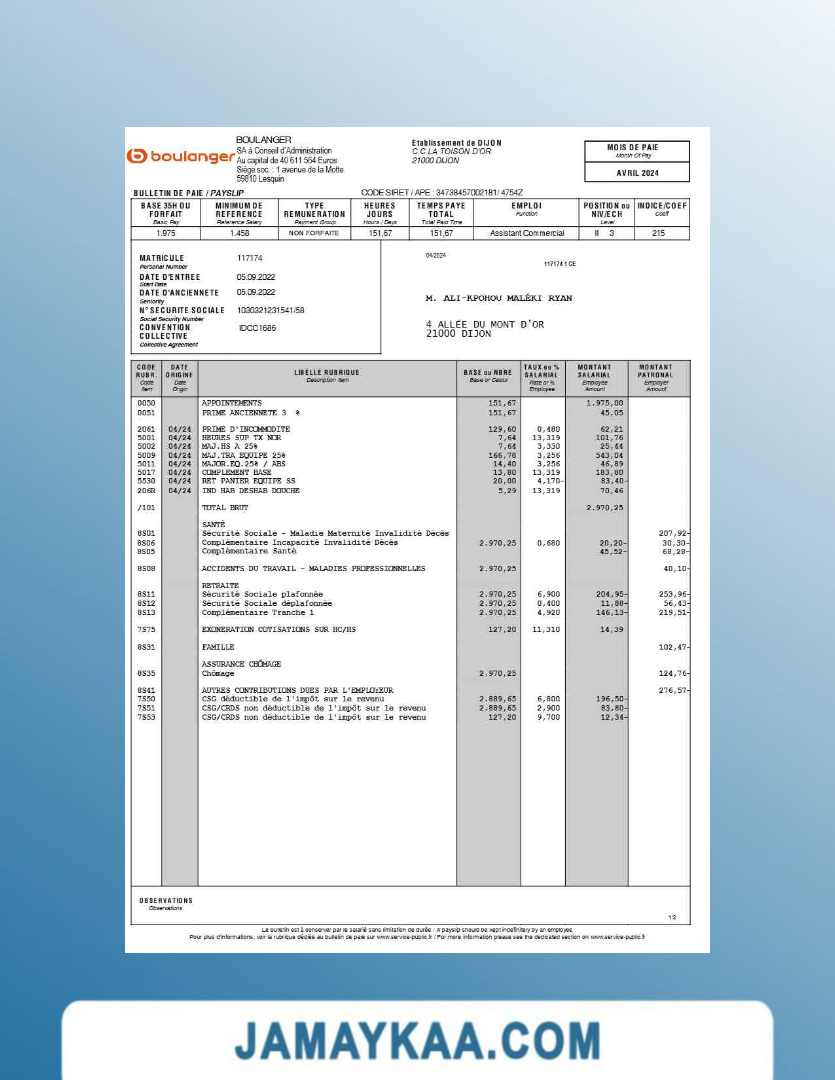 BOULANGER
boulanger
SA à Conseil d'Administration
Au capital de 40 611 564 Euros
Siège soc. : 1 avenue de la Motte
59810 Lesquin
Etablissement de DIJON
C.C LA TOISON D'OR
21000 DIJON
MOIS DE PAIE
Month Of Pay
AVRIL 2024
BULLETIN DE PAIE / PAYSLIP
CODE SIRET / APE : 34738457002181/ 4754Z
BASE 35H OU FORFAIT Basic Pay
MINIMUM DE REFERENCE Reference Salary
TYPE REMUNERATION Payment Group
HEURES JOURS Hours / Days
TEMPS PAYE TOTAL Total Paid Time
EMPLOI Function
POSITION ou NIV/ECH Level
INDICE/COEF Coeff
1.975 1.458 NON FORFAITE 151,67 151,67 Assistant Commercial II 3 215
MATRICULE 117174
Personal Number
DATE D'ENTREE 05.09.2022
Start Date
DATE D'ANCIENNETE 05.09.2022
Seniority
N° SECURITE SOCIALE 1030321231541/58
Social Security Number
CONVENTION COLLECTIVE IDCC1686
Collective Agreement
04/2024
117174 1 CE
M. ALI-KPOHOU MALÉKI RYAN
4 ALLÉE DU MONT D'OR
21000 DIJON
CODE RUBR. Code Item
DATE ORIGINE Date Origin
LIBELLE RUBRIQUE Description Item
BASE ou NBRE Base or Casual
TAUX ou % SALARIAL Rate or % Employee
MONTANT SALARIAL Employee Amount
MONTANT PATRONAL Employer Amount
0050 APPOINTEMENTS 151,67 1.975,00
0051 PRIME ANCIENNETE 3 % 151,67 45,05
2061 04/24 PRIME D'INCOMMODITE 129,60 0,480 62,21
5001 04/24 HEURES SUP TX NOR 7,64 13,319 101,76
5002 04/24 MAJ.HS A 25% 7,64 3,330 25,44
5009 04/24 MAJ.TRA EQUIPE 25% 166,78 3,256 543,04
5011 04/24 MAJOR.EQ.25% / ABS 14,40 3,256 46,89
5017 04/24 COMPLEMENT BASE 13,80 13,319 183,80
5530 04/24 RET PANIER EQUIPE SS 20,00 4,170- 83,40-
206R 04/24 IND HAB DESHAB DOUCHE 5,29 13,319 70,46
/101 TOTAL BRUT 2.970,25
SANTÉ
8S01 Sécurité Sociale - Maladie Maternité Invalidité Décès 207,92-
8S06 Complémentaire Incapacité Invalidité Décès 2.970,25 0,680 20,20- 30,30-
8S05 Complémentaire Santé 45,52- 68,28-
8S08 ACCIDENTS DU TRAVAIL - MALADIES PROFESSIONNELLES 2.970,25 40,10-
RETRAITE
8S11 Sécurité Sociale plafonnée 2.970,25 6,900 204,95- 253,96-
8S12 Sécurité Sociale déplafonnée 2.970,25 0,400 11,88- 56,43-
8S13 Complémentaire Tranche 1 2.970,25 4,920 146,13- 219,51-
7S75 EXONERATION COTISATIONS SUR HC/HS 127,20 11,310 14,39
8S31 FAMILLE 102,47-
ASSURANCE CHÔMAGE
8S35 Chômage 2.970,25 124,76-
8S41 AUTRES CONTRIBUTIONS DUES PAR L'EMPLOYEUR 276,57-
7S50 CSG déductible de l'impôt sur le revenu 2.889,65 6,800 196,50-
7S51 CSG/CRDS non déductible de l'impôt sur le revenu 2.889,65 2,900 83,80-
7S53 CSG/CRDS non déductible de l'impôt sur le revenu 127,20 9,700 12,34-
OBSERVATIONS
Observations
1/2
Le bulletin est à conserver par le salarié sans limitation de durée / A payslip should be kept indefinitely by an employee.
Pour plus d'informations, voir la rubrique dédiée au bulletin de paie sur www.service-public.fr / For more information please see the dedicated section on www.service-public.fr
JAMAYKAA.COM